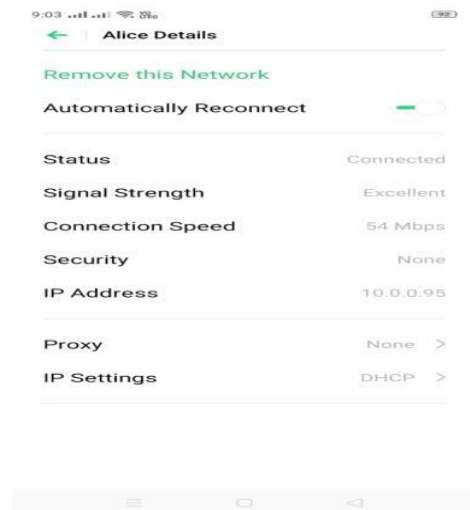 9:03
92
Alice Details
Remove this Network
Automatically Reconnect
Status Connected
Signal Strength Excellent
Connection Speed 54 Mbps
Security None
IP Address 10.0.0.95
Proxy None >
IP Settings DHCP >